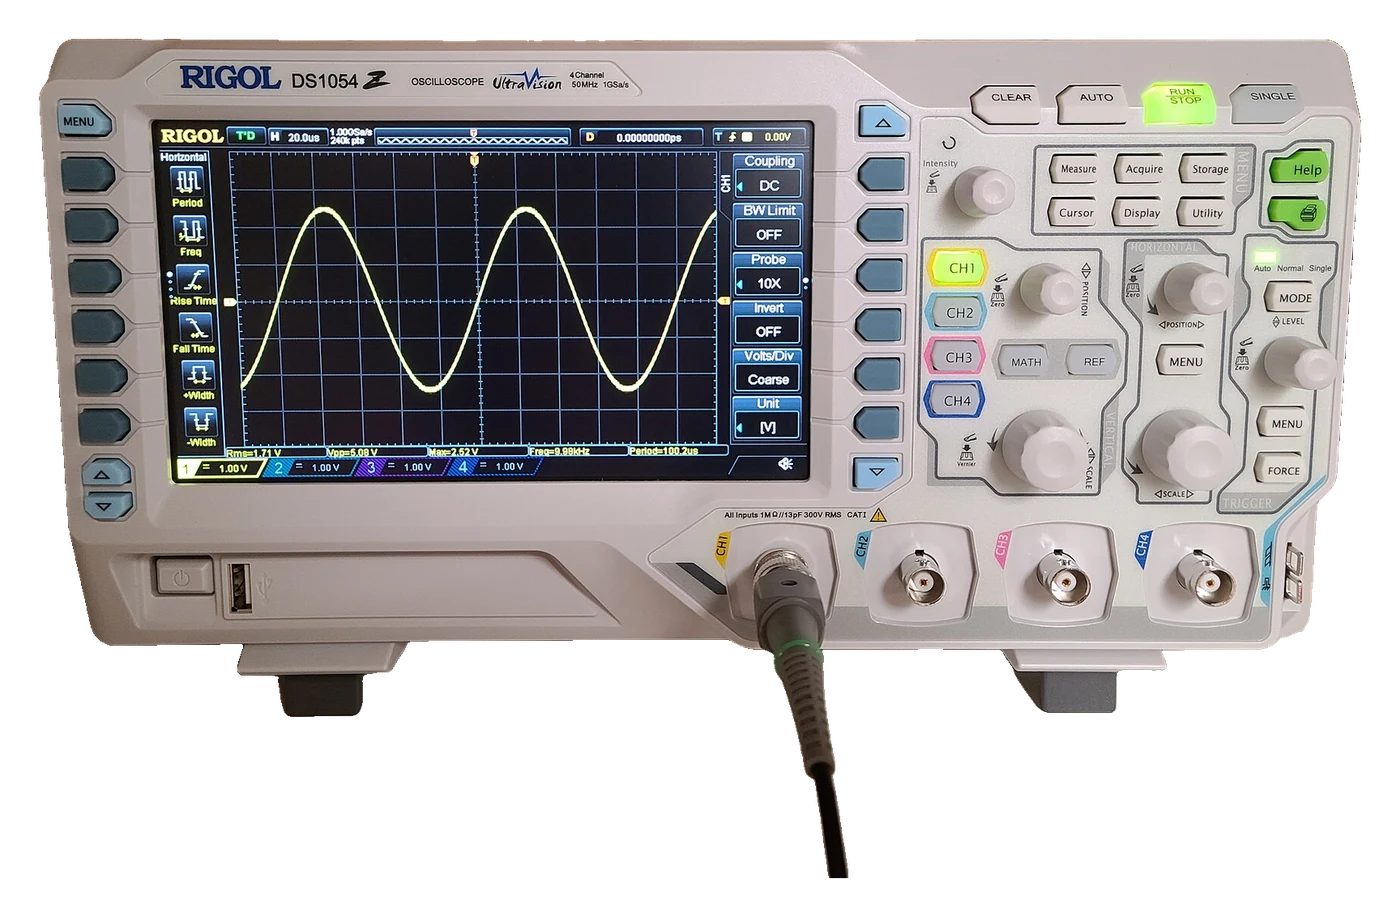 RIGOL DS1054 Z OSCILLOSCOPE UltraVision 4 Channel 50MHz 1GSa/s
MENU
RIGOL T'D H 20.0us 1.00GSa/s 240k pts D 0.00000000ps T 0.00V
Horizontal
Period
Freq
Rise Time
Fall Time
+Width
-Width
CH1
Coupling
DC
BW Limit
OFF
Probe
10X
Invert
OFF
Volts/Div
Coarse
Unit
[V]
Rms=1.71 V Vpp=5.08 V Max=2.52 V Freq=9.98kHz Period=100.2us
1 = 1.00 V 2 = 1.00 V 3 = 1.00 V 4 = 1.00 V
CLEAR AUTO RUN STOP SINGLE
Intensity
Measure Acquire Storage
Cursor Display Utility
MENU
Help
CH1
CH2
CH3
CH4
Zero
POSITION
MATH REF
Vernier
SCALE
VERTICAL
HORIZONTAL
Zero
POSITION
MENU
SCALE
Auto Normal Single
MODE
LEVEL
Zero
MENU
FORCE
TRIGGER
All Inputs 1MΩ//13pF 300V RMS CATI
CH1 CH2 CH3 CH4